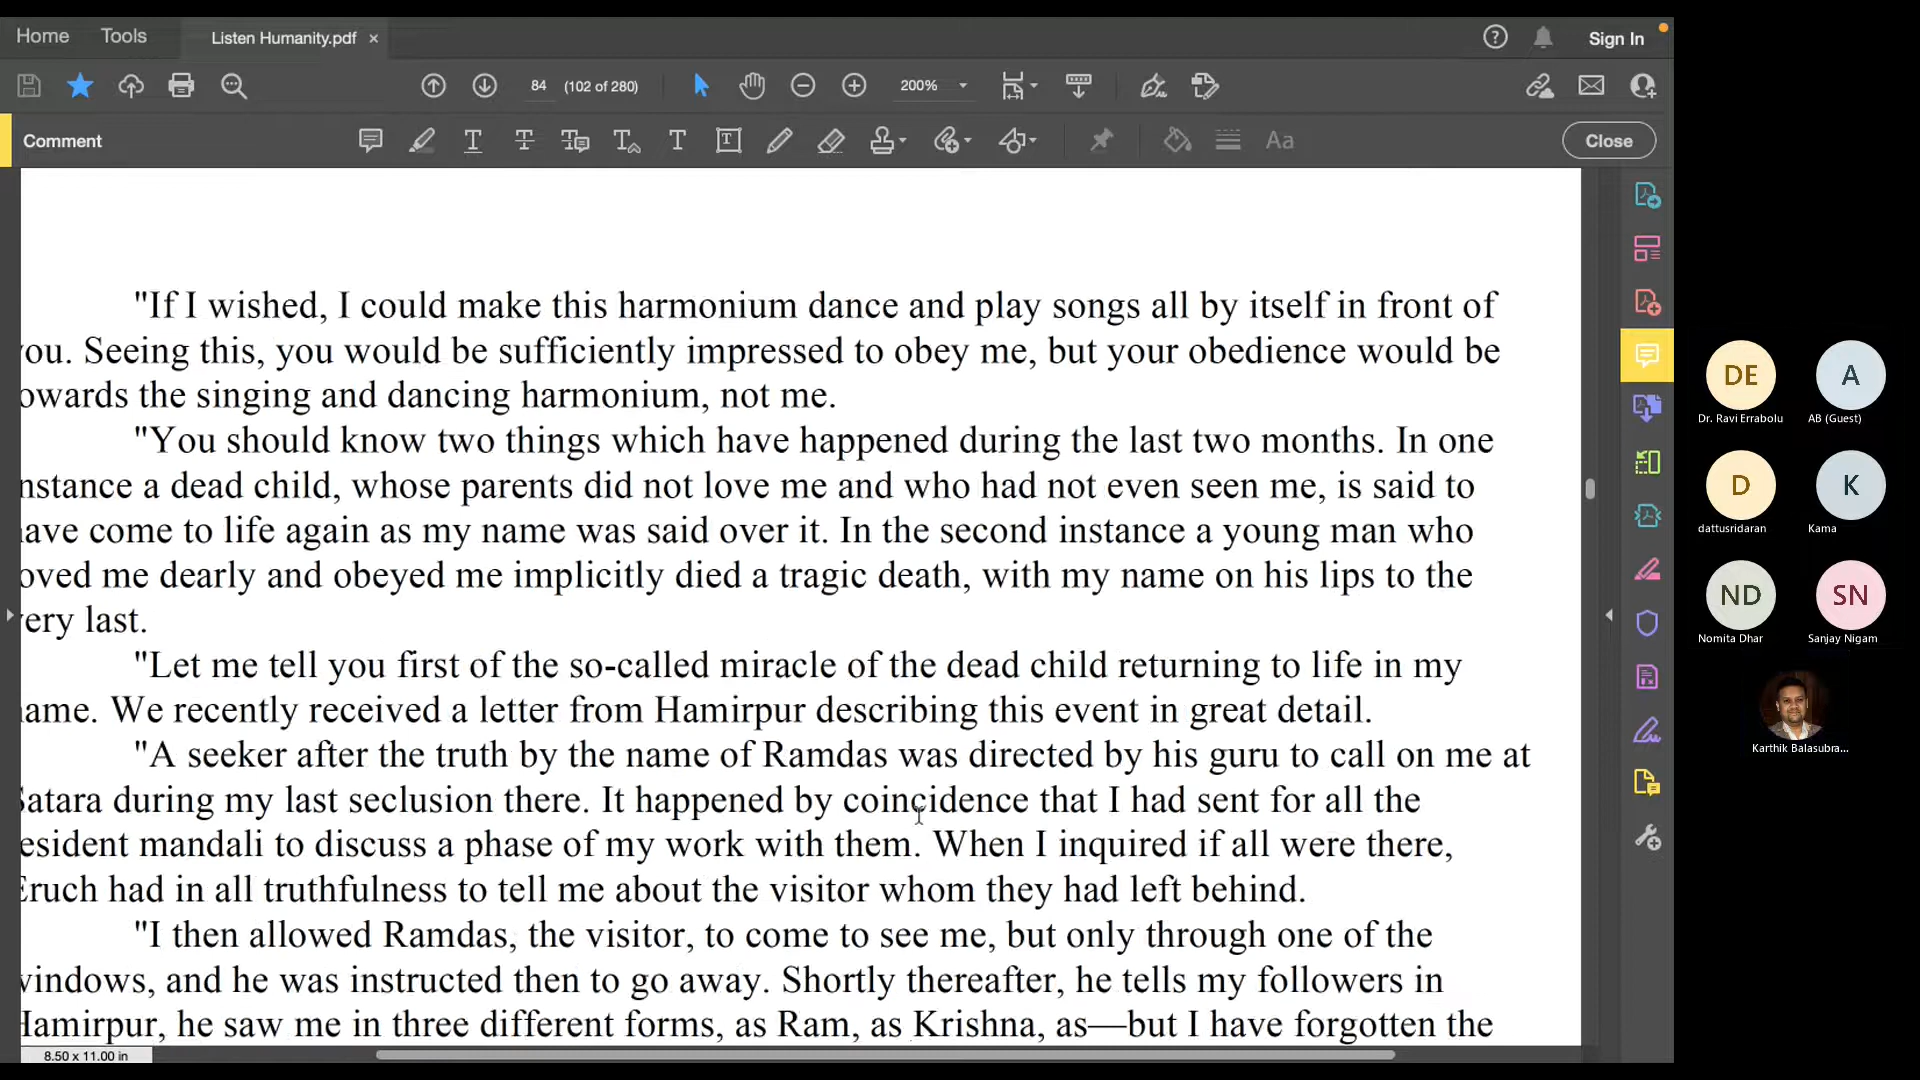 Home Tools Listen Humanity.pdf × Sign In
84 (102 of 280) 200%
Comment Aa Close
"If I wished, I could make this harmonium dance and play songs all by itself in front of
ou. Seeing this, you would be sufficiently impressed to obey me, but your obedience would be
owards the singing and dancing harmonium, not me.
"You should know two things which have happened during the last two months. In one
nstance a dead child, whose parents did not love me and who had not even seen me, is said to
ave come to life again as my name was said over it. In the second instance a young man who
oved me dearly and obeyed me implicitly died a tragic death, with my name on his lips to the
very last.
"Let me tell you first of the so-called miracle of the dead child returning to life in my
name. We recently received a letter from Hamirpur describing this event in great detail.
"A seeker after the truth by the name of Ramdas was directed by his guru to call on me at
Satara during my last seclusion there. It happened by coincidence that I had sent for all the
esident mandali to discuss a phase of my work with them. When I inquired if all were there,
Eruch had in all truthfulness to tell me about the visitor whom they had left behind.
"I then allowed Ramdas, the visitor, to come to see me, but only through one of the
windows, and he was instructed then to go away. Shortly thereafter, he tells my followers in
Hamirpur, he saw me in three different forms, as Ram, as Krishna, as—but I have forgotten the
8.50 x 11.00 in
DE A
Dr. Ravi Errabolu AB (Guest)
D K
dattusridaran Kama
ND SN
Nomita Dhar Sanjay Nigam
Karthik Balasubra...